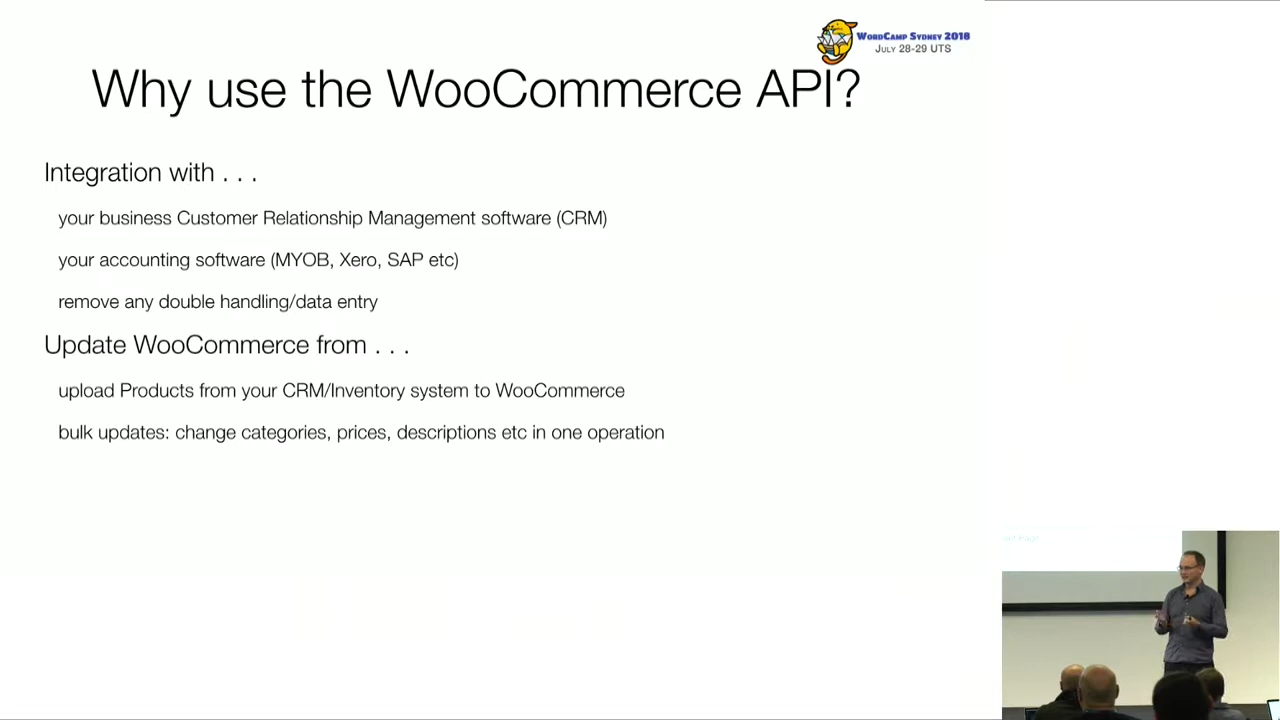 WordCamp Sydney 2018
July 28-29 UTS
Why use the WooCommerce API?
Integration with . . .
your business Customer Relationship Management software (CRM)
your accounting software (MYOB, Xero, SAP etc)
remove any double handling/data entry
Update WooCommerce from . . .
upload Products from your CRM/Inventory system to WooCommerce
bulk updates: change categories, prices, descriptions etc in one operation